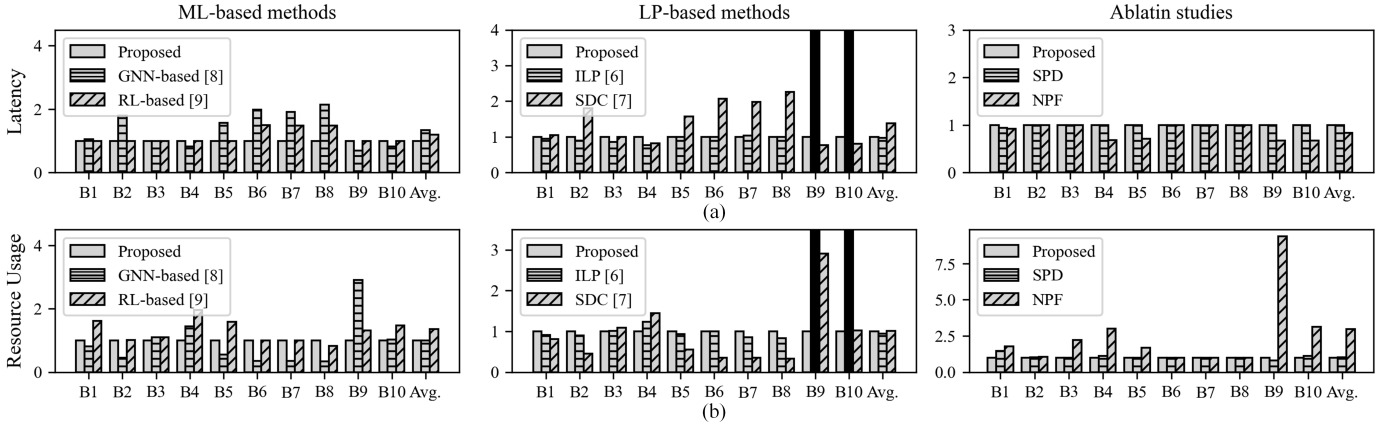 ML-based methods
LP-based methods
Ablatin studies
Latency
4
2
0
Proposed
GNN-based [8]
RL-based [9]
B1 B2 B3 B4 B5 B6 B7 B8 B9 B10 Avg.
4
3
2
1
0
Proposed
ILP [6]
SDC [7]
B1 B2 B3 B4 B5 B6 B7 B8 B9 B10 Avg.
3
2
1
0
Proposed
SPD
NPF
B1 B2 B3 B4 B5 B6 B7 B8 B9 B10 Avg.
(a)
Resource Usage
4
2
0
Proposed
GNN-based [8]
RL-based [9]
B1 B2 B3 B4 B5 B6 B7 B8 B9 B10 Avg.
3
2
1
0
Proposed
ILP [6]
SDC [7]
B1 B2 B3 B4 B5 B6 B7 B8 B9 B10 Avg.
7.5
5.0
2.5
0.0
Proposed
SPD
NPF
B1 B2 B3 B4 B5 B6 B7 B8 B9 B10 Avg.
(b)